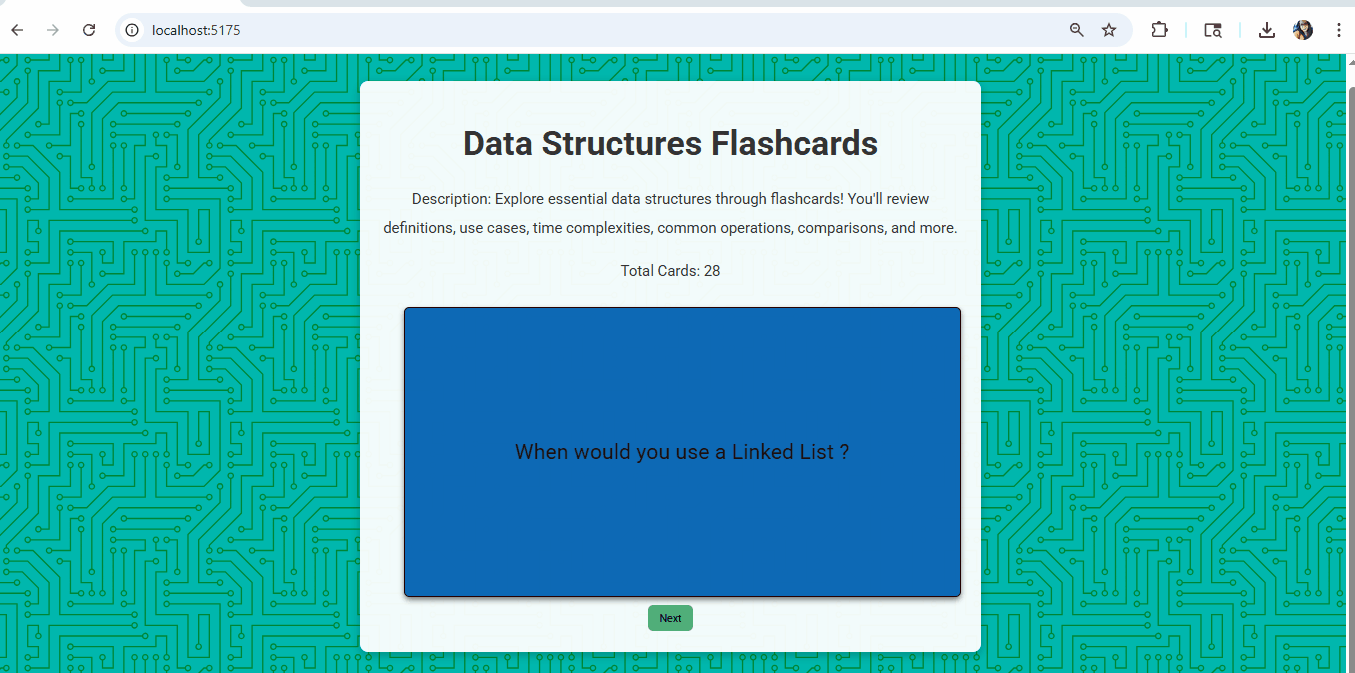 localhost:5175
Data Structures Flashcards
Description: Explore essential data structures through flashcards! You'll review
definitions, use cases, time complexities, common operations, comparisons, and more.
Total Cards: 28
When would you use a Linked List ?
Next